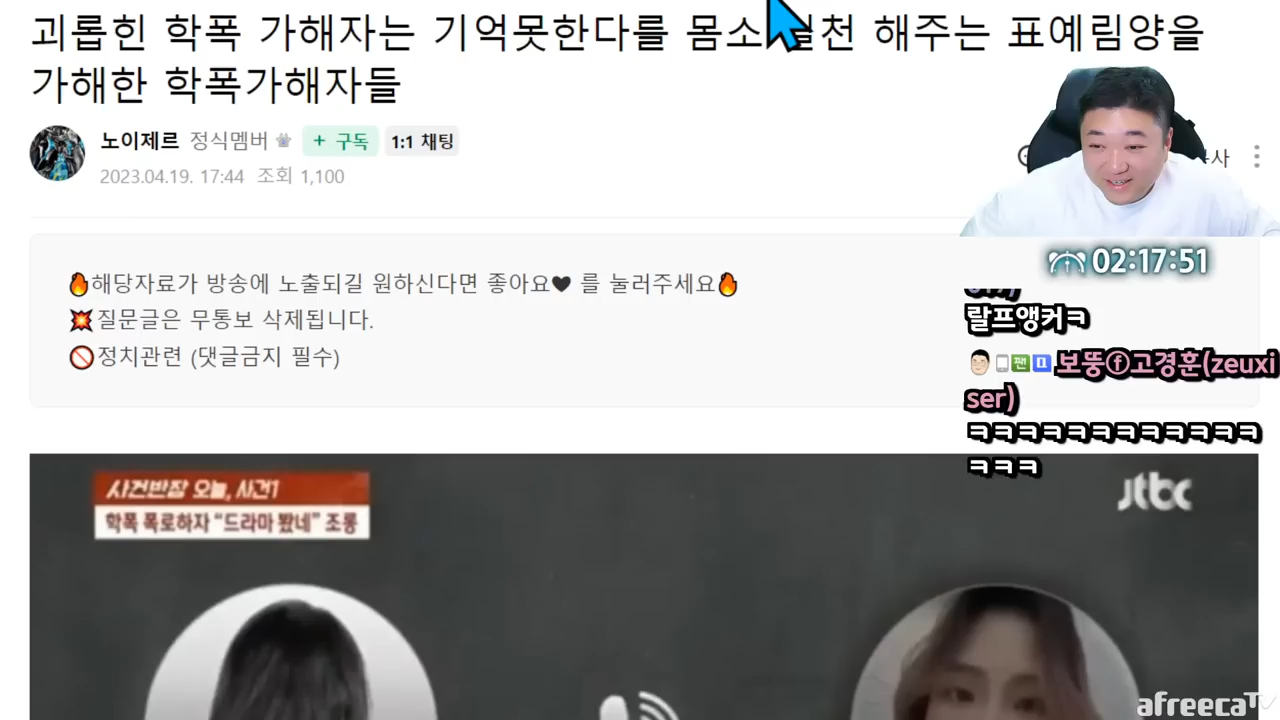 괴롭힌 학폭 가해자는 기억못한다를 몸소 실천 해주는 표예림양을
가해한 학폭가해자들
노이제르 정식멤버 + 구독 1:1 채팅
2023.04.19. 17:44 조회 1,100
🔥해당자료가 방송에 노출되길 원하신다면 좋아요🖤 를 눌러주세요🔥
💥질문글은 무통보 삭제됩니다.
🚫정치관련 (댓글금지 필수)
02:17:51
랄프앵커ㅋ
팬 보뚱ⓕ고경훈(zeuxi
ser)
ㅋㅋㅋㅋㅋㅋㅋㅋㅋㅋㅋㅋ
ㅋㅋㅋ
사건반장 오늘, 사건1
학폭 폭로하자 “드라마 봤네” 조롱
jtbc
afreecaTV